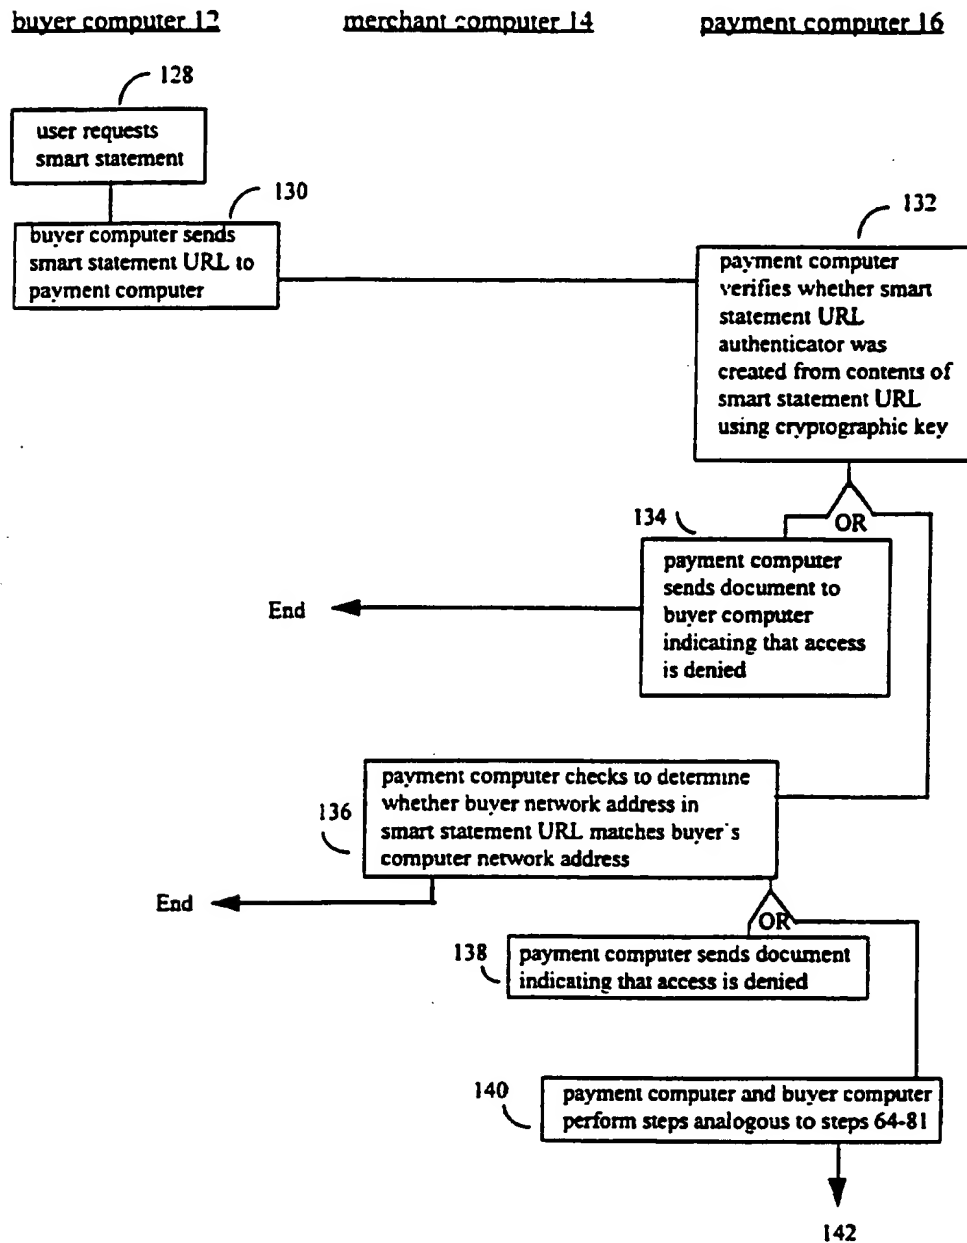 buyer computer 12
merchant computer 14
payment computer 16
128
user requests
smart statement
130
buyer computer sends
smart statement URL to
payment computer
132
payment computer
verifies whether smart
statement URL
authenticator was
created from contents of
smart statement URL
using cryptographic key
OR
134
payment computer
sends document to
buyer computer
indicating that access
is denied
End
136
payment computer checks to determine
whether buyer network address in
smart statement URL matches buyer's
computer network address
End
OR
138
payment computer sends document
indicating that access is denied
140
payment computer and buyer computer
perform steps analogous to steps 64-81
142